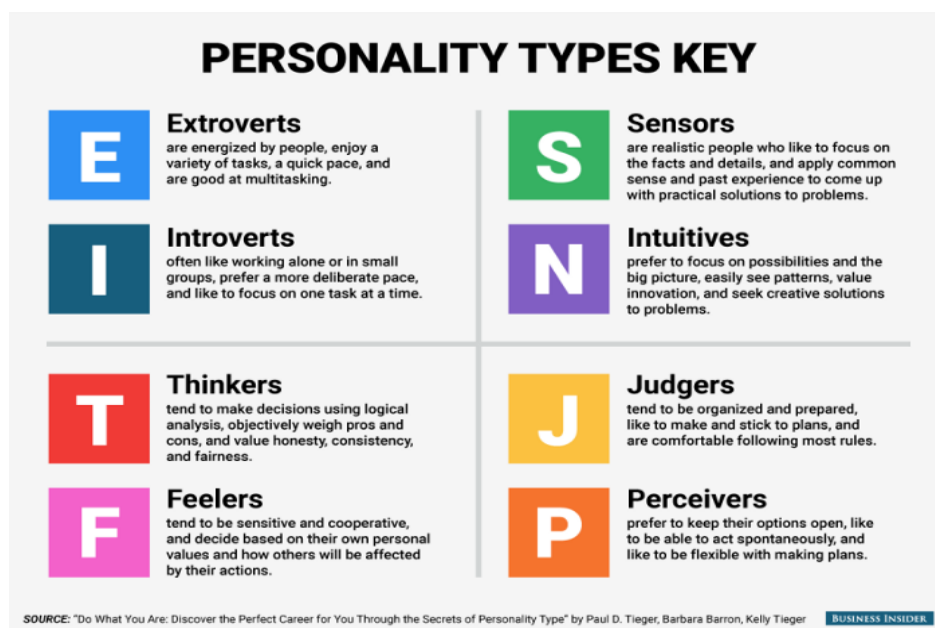 PERSONALITY TYPES KEY
E
Extroverts
are energized by people, enjoy a
variety of tasks, a quick pace, and
are good at multitasking.
S
Sensors
are realistic people who like to focus on
the facts and details, and apply common
sense and past experience to come up
with practical solutions to problems.
I
Introverts
often like working alone or in small
groups, prefer a more deliberate pace,
and like to focus on one task at a time.
N
Intuitives
prefer to focus on possibilities and the
big picture, easily see patterns, value
innovation, and seek creative solutions
to problems.
T
Thinkers
tend to make decisions using logical
analysis, objectively weigh pros and
cons, and value honesty, consistency,
and fairness.
J
Judgers
tend to be organized and prepared,
like to make and stick to plans, and
are comfortable following most rules.
F
Feelers
tend to be sensitive and cooperative,
and decide based on their own personal
values and how others will be affected
by their actions.
P
Perceivers
prefer to keep their options open, like
to be able to act spontaneously, and
like to be flexible with making plans.
SOURCE: "Do What You Are: Discover the Perfect Career for You Through the Secrets of Personality Type" by Paul D. Tieger, Barbara Barron, Kelly Tieger
BUSINESS INSIDER